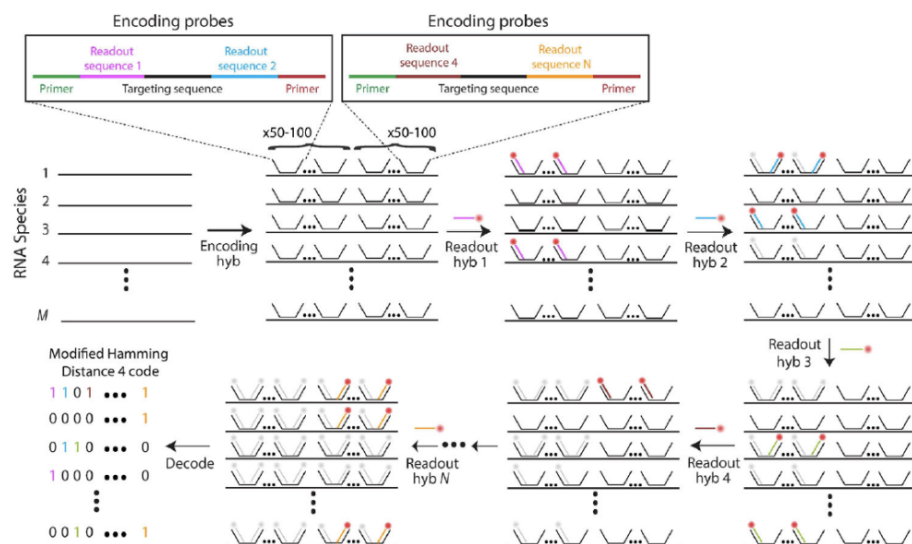 Encoding probes
Encoding probes
Readout
sequence 1
Readout
sequence 2
Primer
Targeting sequence
Primer
Readout
sequence 4
Readout
sequence N
Primer
Targeting sequence
Primer
x50-100
x50-100
RNA Species
1
2
3
4
M
Encoding
hyb
Readout
hyb 1
Readout
hyb 2
Readout
hyb 3
Readout
hyb 4
Readout
hyb N
Decode
Modified Hamming
Distance 4 code
1 1 0 1 ••• 1
0 0 0 0 ••• 1
0 1 1 0 ••• 0
1 0 0 0 ••• 0
0 0 1 0 ••• 1